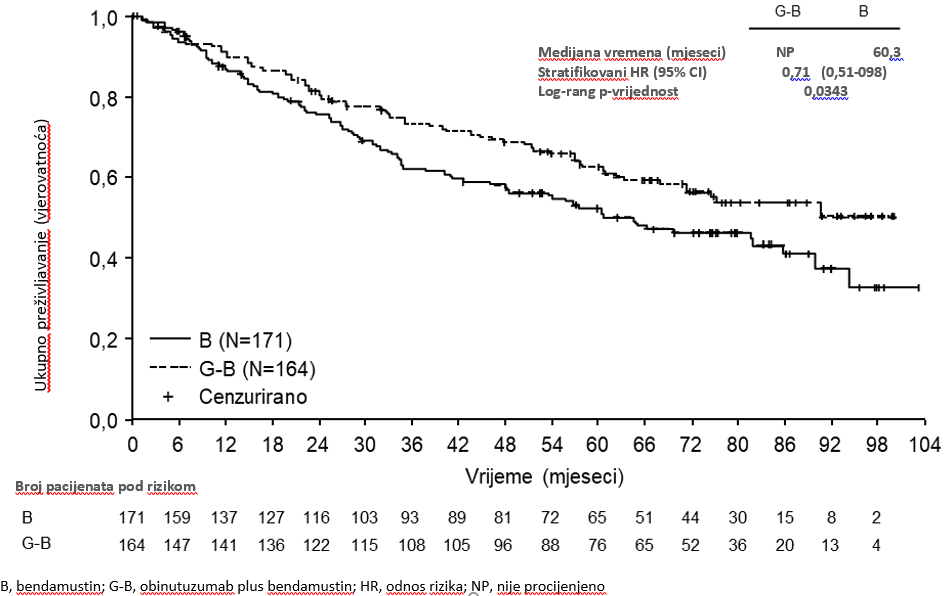 G-B B
Medijana vremena (mjeseci) NP 60,3
Stratifikovani HR (95% CI) 0,71 (0,51-098)
Log-rang p-vrijednost 0,0343
Ukupno preživljavanje (vjerovatnoća)
1,0
0,8
0,6
0,4
0,2
0,0
B (N=171)
G-B (N=164)
Cenzurirano
0 6 12 18 24 30 36 42 48 54 60 66 72 80 86 92 98 104
Vrijeme (mjeseci)
Broj pacijenata pod rizikom
B 171 159 137 127 116 103 93 89 81 72 65 51 44 30 15 8 2
G-B 164 147 141 136 122 115 108 105 96 88 76 65 52 36 20 13 4
B, bendamustin; G-B, obinutuzumab plus bendamustin; HR, odnos rizika; NP, nije procijenjeno